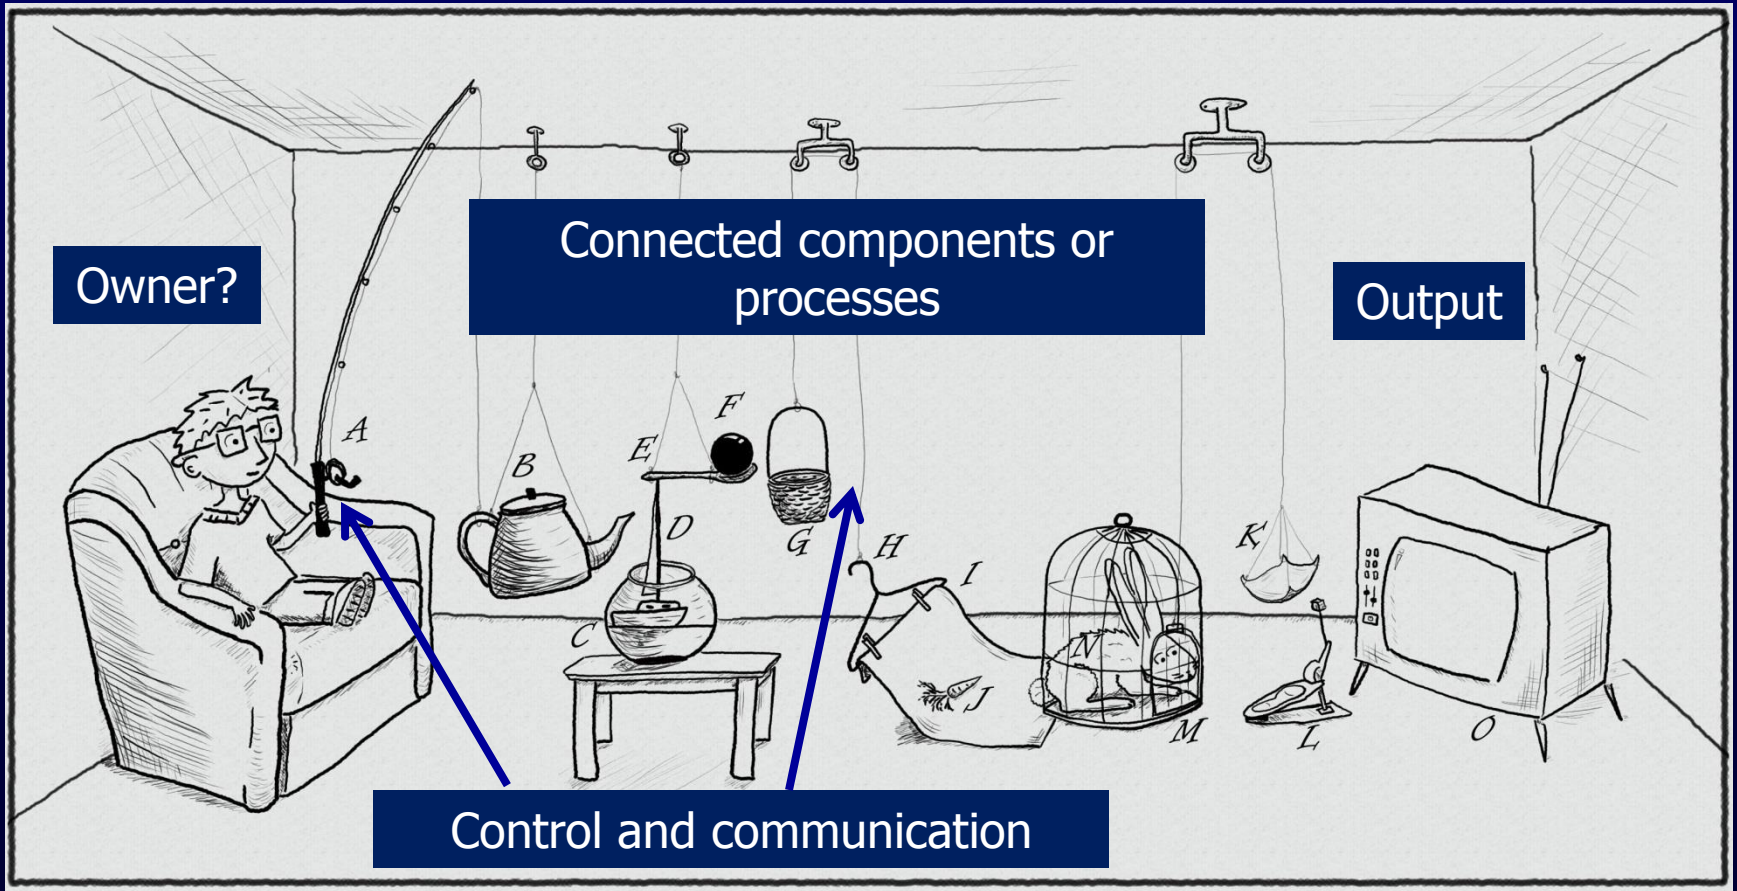 Connected components or
processes
Owner?
Output
A
F
E
B
D
G
K
H
I
C
N
J
M
L
O
Control and communication